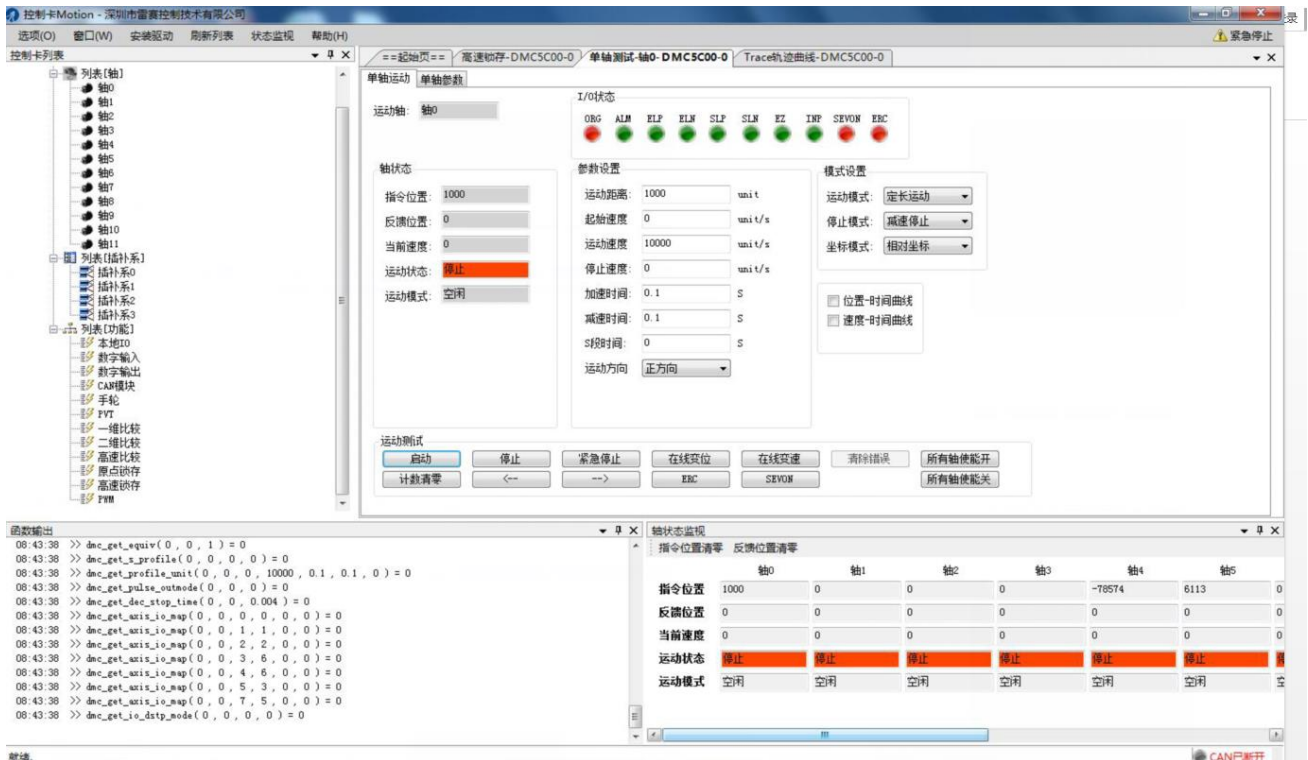 控制卡Motion - 深圳市雷赛控制技术有限公司
录
选项(O) 窗口(W) 安装驱动 刷新列表 状态监视 帮助(H) 紧急停止
控制卡列表
==起始页== 高速锁存-DMC5C00-0 单轴测试-轴0-DMC5C00-0 Trace轨迹曲线-DMC5C00-0
列表[轴]
轴0
轴1
轴2
轴3
轴4
轴5
轴6
轴7
轴8
轴9
轴10
轴11
列表[插补系]
插补系0
插补系1
插补系2
插补系3
列表[功能]
本地IO
数字输入
数字输出
CAN模块
手轮
PVT
一维比较
二维比较
高速比较
原点锁存
高速锁存
PWM
单轴运动 单轴参数
运动轴: 轴0
I/O状态
ORG ALM ELP ELN SLP SLN EZ INP SEVON ERC
轴状态
指令位置: 1000
反馈位置: 0
当前速度: 0
运动状态: 停止
运动模式: 空闲
参数设置
运动距离: 1000 unit
起始速度 0 unit/s
运动速度 10000 unit/s
停止速度: 0 unit/s
加速时间: 0.1 S
减速时间: 0.1 S
S段时间: 0 S
运动方向 正方向
模式设置
运动模式: 定长运动
停止模式: 减速停止
坐标模式: 相对坐标
位置-时间曲线
速度-时间曲线
运动测试
启动 停止 紧急停止 在线变位 在线变速 清除错误 所有轴使能开
计数清零 <-- --> ERC SEVON 所有轴使能关
函数输出
08:43:38 >> dmc_get_equiv( 0 , 0 , 1 ) = 0
08:43:38 >> dmc_get_s_profile( 0 , 0 , 0 , 0 ) = 0
08:43:38 >> dmc_get_profile_unit( 0 , 0 , 0 , 10000 , 0.1 , 0.1 , 0 ) = 0
08:43:38 >> dmc_get_pulse_outmode( 0 , 0 , 0 ) = 0
08:43:38 >> dmc_get_dec_stop_time( 0 , 0 , 0.004 ) = 0
08:43:38 >> dmc_get_axis_io_map( 0 , 0 , 0 , 0 , 0 , 0 ) = 0
08:43:38 >> dmc_get_axis_io_map( 0 , 0 , 1 , 1 , 0 , 0 ) = 0
08:43:38 >> dmc_get_axis_io_map( 0 , 0 , 2 , 2 , 0 , 0 ) = 0
08:43:38 >> dmc_get_axis_io_map( 0 , 0 , 3 , 6 , 0 , 0 ) = 0
08:43:38 >> dmc_get_axis_io_map( 0 , 0 , 4 , 6 , 0 , 0 ) = 0
08:43:38 >> dmc_get_axis_io_map( 0 , 0 , 5 , 3 , 0 , 0 ) = 0
08:43:38 >> dmc_get_axis_io_map( 0 , 0 , 7 , 5 , 0 , 0 ) = 0
08:43:38 >> dmc_get_io_dstp_mode( 0 , 0 , 0 , 0 ) = 0
轴状态监视
指令位置清零 反馈位置清零
轴0 轴1 轴2 轴3 轴4 轴5
指令位置 1000 0 0 0 -78574 6113 0
反馈位置 0 0 0 0 0 0 0
当前速度 0 0 0 0 0 0 0
运动状态 停止 停止 停止 停止 停止 停止
运动模式 空闲 空闲 空闲 空闲 空闲 空闲
就绪. CAN已断开